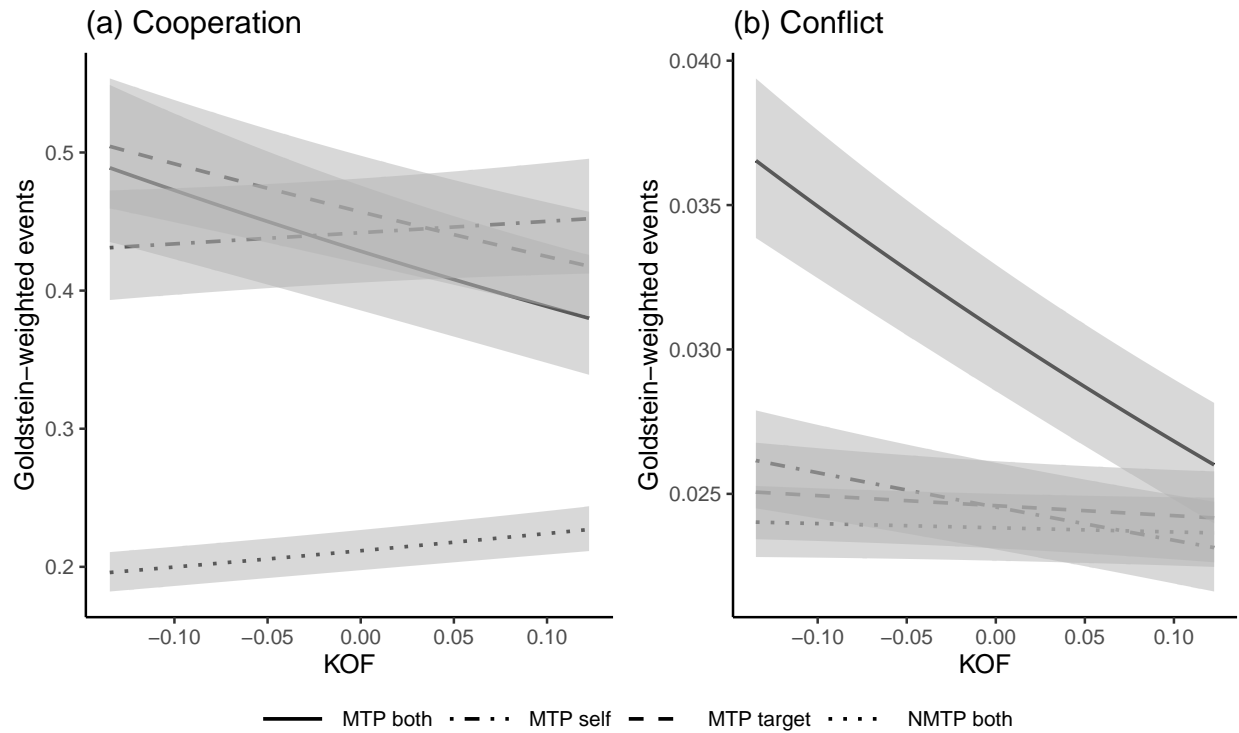 (a) Cooperation
Goldstein−weighted events
0.5
0.4
0.3
0.2
−0.10 −0.05 0.00 0.05 0.10
KOF
(b) Conflict
Goldstein−weighted events
0.040
0.035
0.030
0.025
−0.10 −0.05 0.00 0.05 0.10
KOF
MTP both MTP self MTP target NMTP both